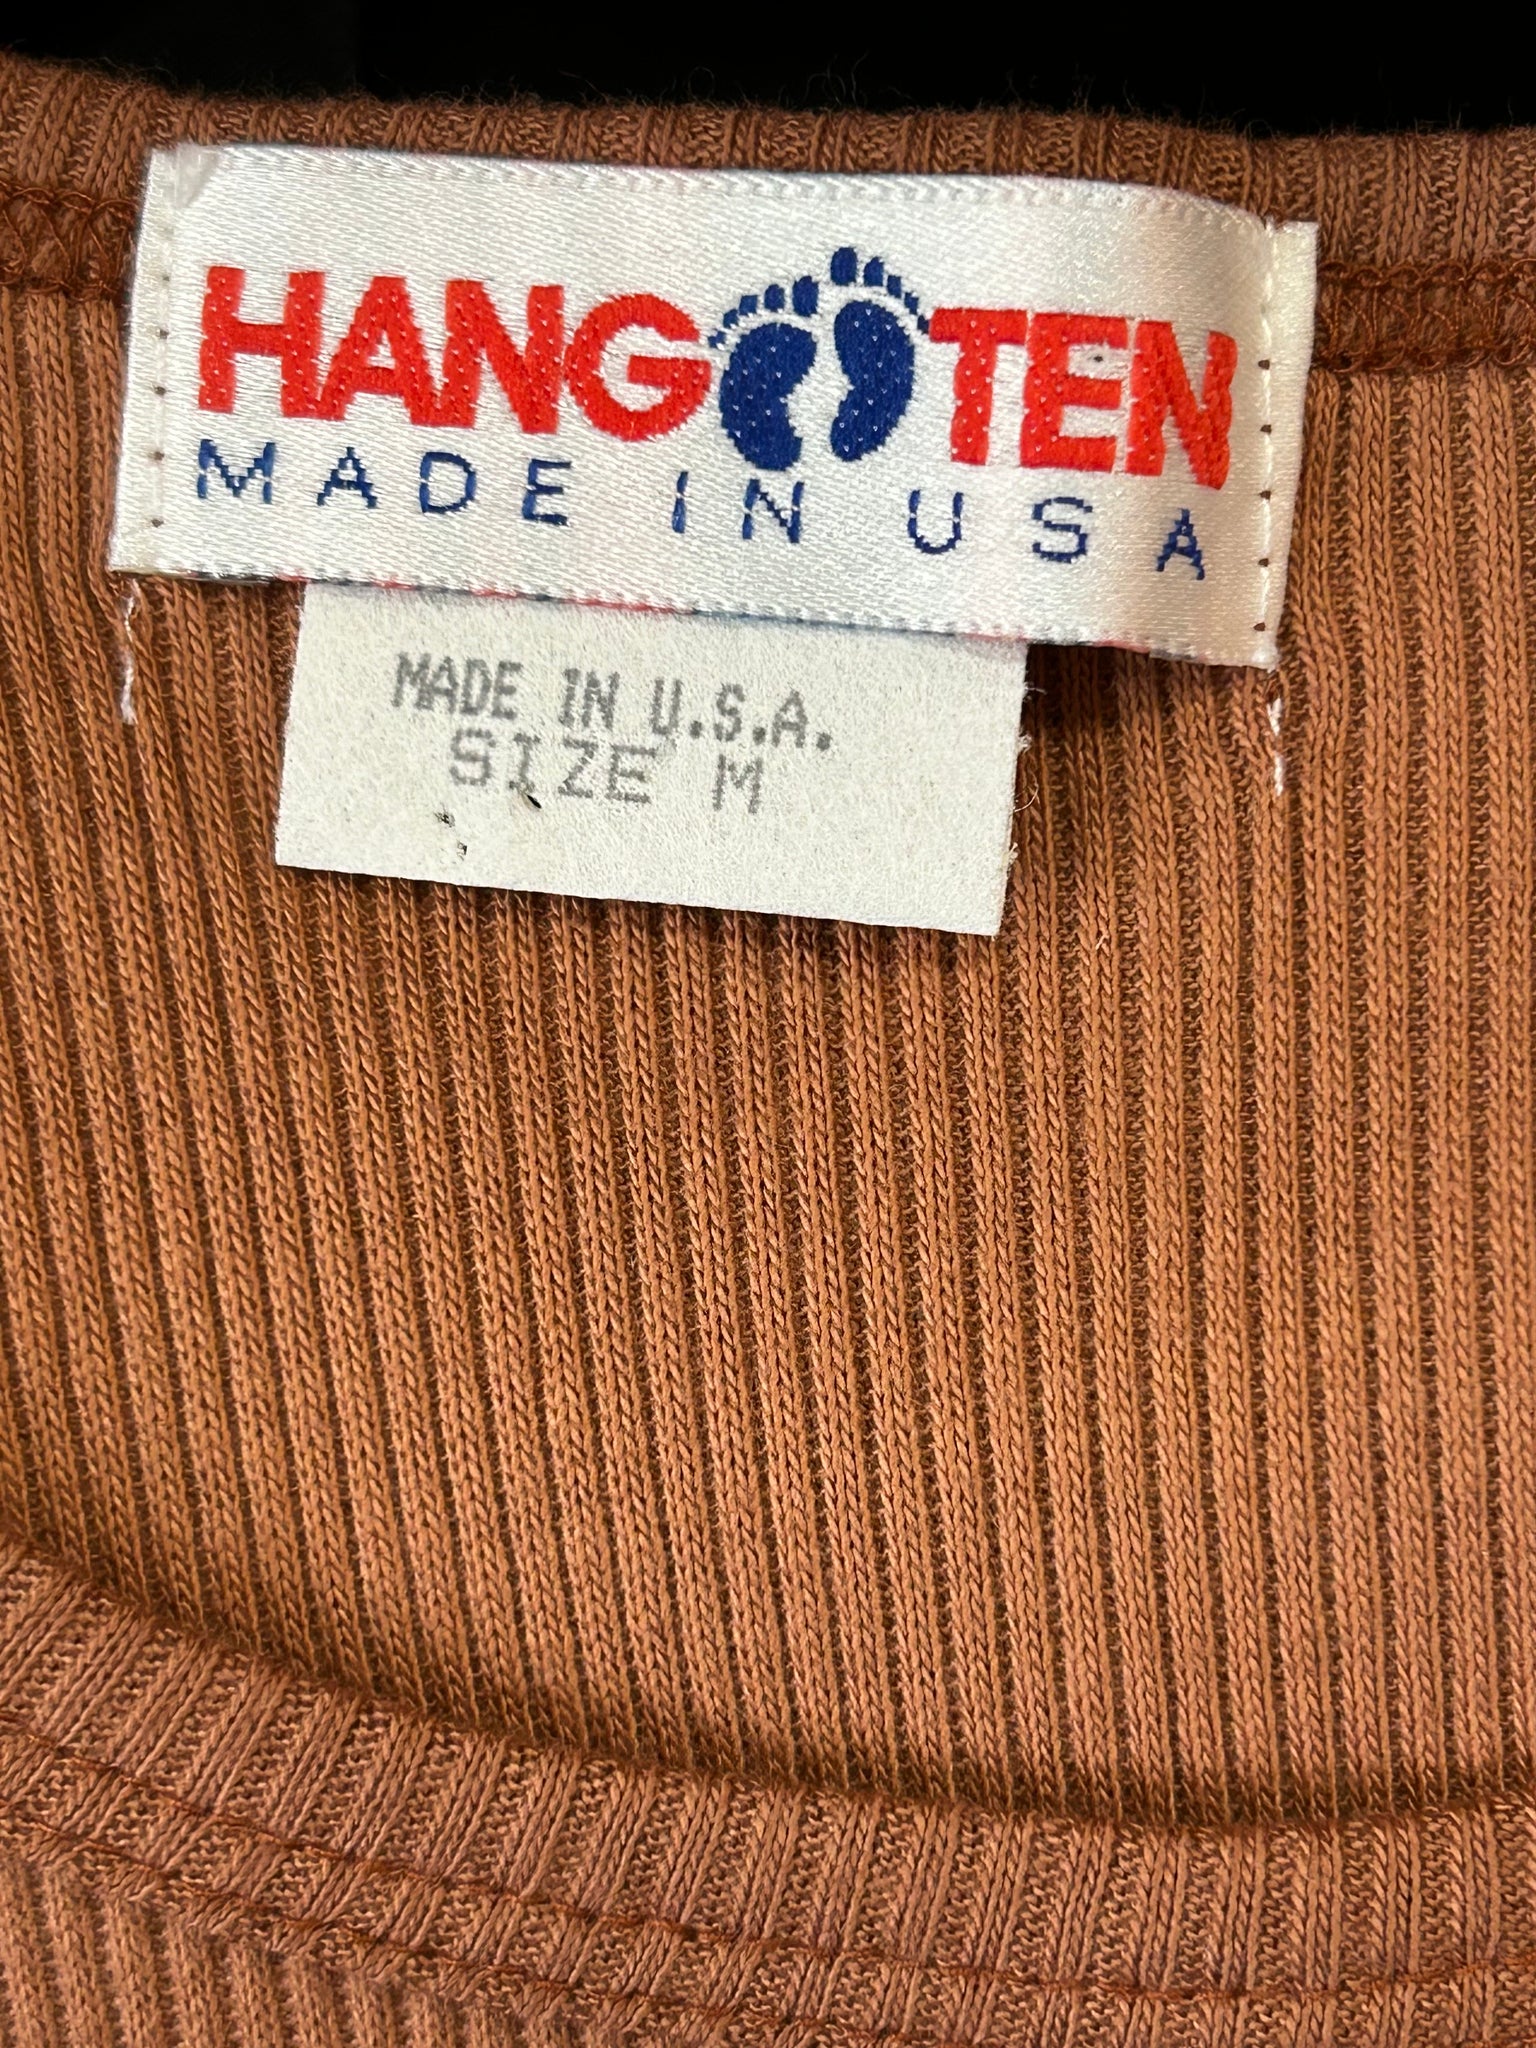 HANG TEN
MADE IN USA
MADE IN U.S.A.
SIZE M